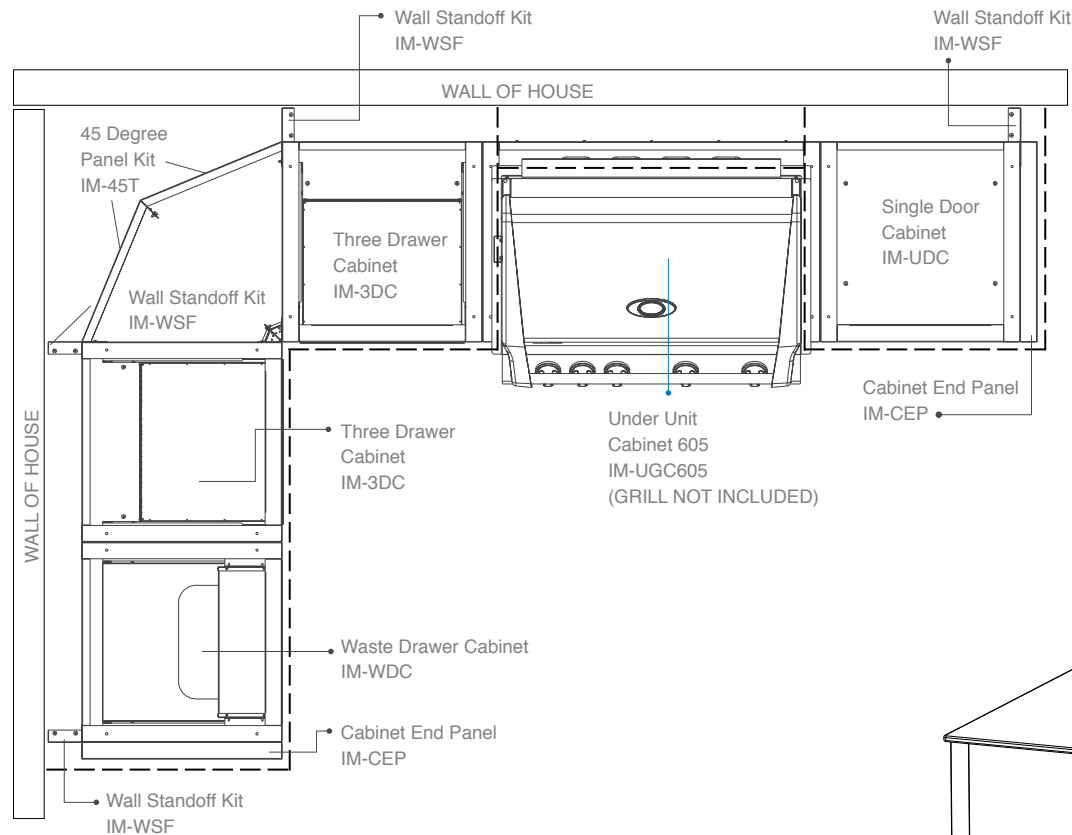 Wall Standoff Kit
IM-WSF
Wall Standoff Kit
IM-WSF
WALL OF HOUSE
45 Degree
Panel Kit
IM-45T
Three Drawer
Cabinet
IM-3DC
Single Door
Cabinet
IM-UDC
Wall Standoff Kit
IM-WSF
Cabinet End Panel
IM-CEP
Under Unit
Cabinet 605
IM-UGC605
(GRILL NOT INCLUDED)
WALL OF HOUSE
Three Drawer
Cabinet
IM-3DC
Waste Drawer Cabinet
IM-WDC
Cabinet End Panel
IM-CEP
Wall Standoff Kit
IM-WSF